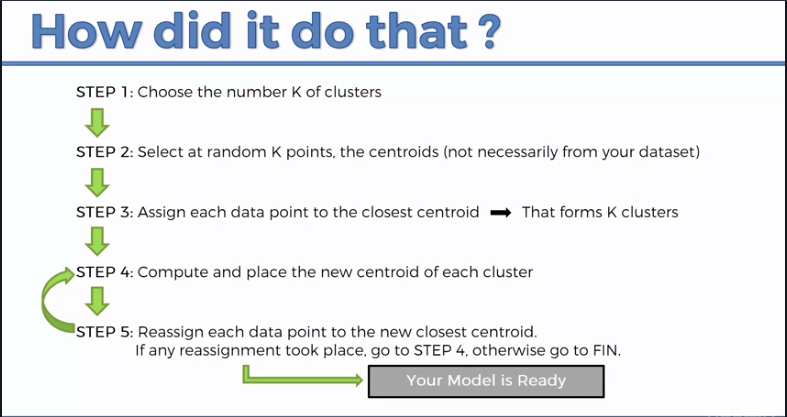 How did it do that ?
STEP 1: Choose the number K of clusters
STEP 2: Select at random K points, the centroids (not necessarily from your dataset)
STEP 3: Assign each data point to the closest centroid That forms K clusters
STEP 4: Compute and place the new centroid of each cluster
STEP 5: Reassign each data point to the new closest centroid.
If any reassignment took place, go to STEP 4, otherwise go to FIN.
Your Model is Ready